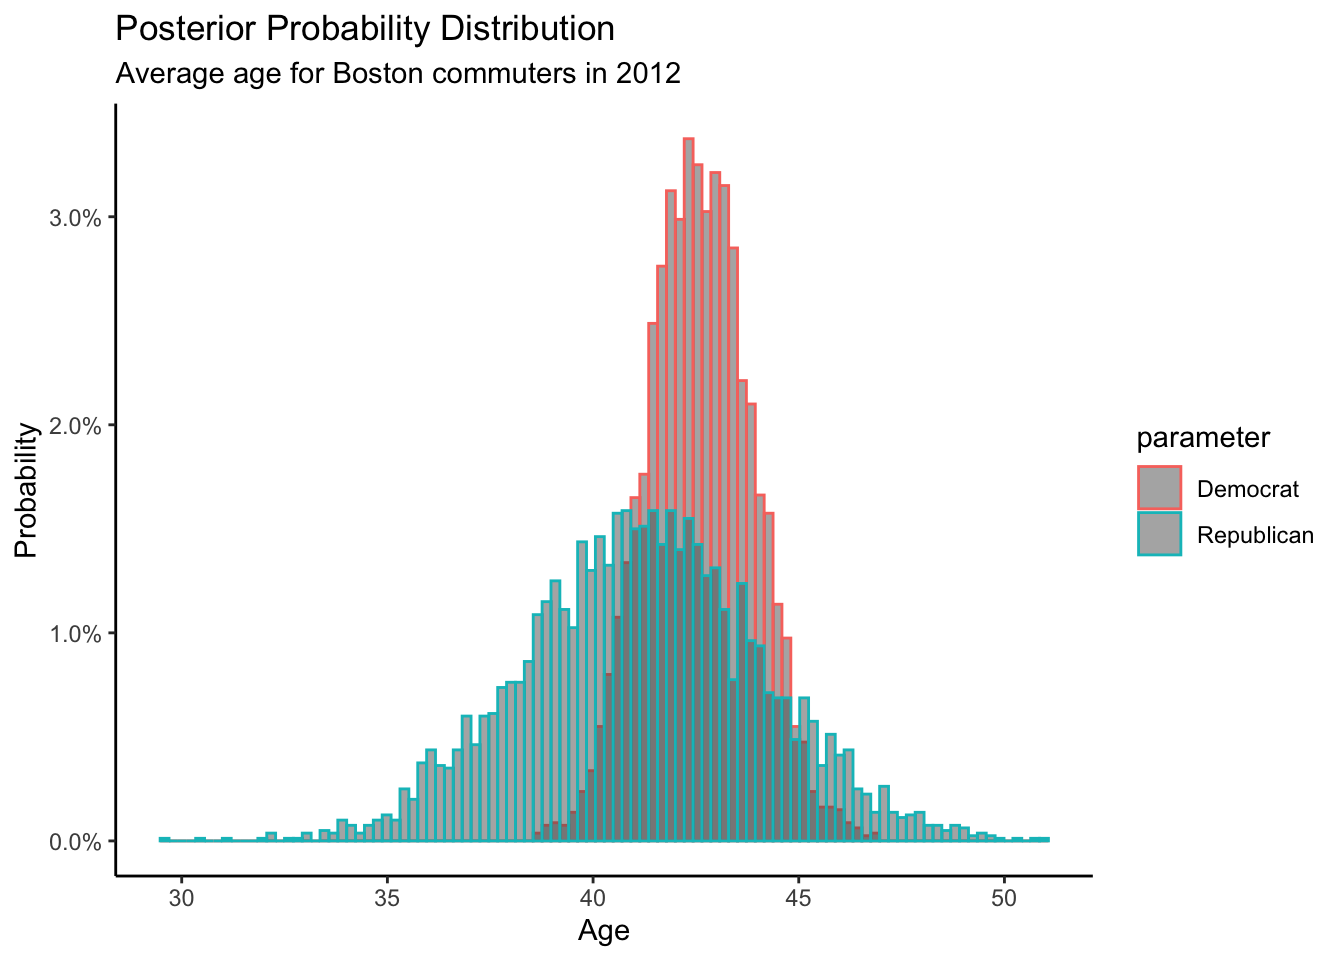 Posterior Probability Distribution
Average age for Boston commuters in 2012
Probability
3.0%
2.0%
1.0%
0.0%
30 35 40 45 50
Age
parameter
Democrat
Republican